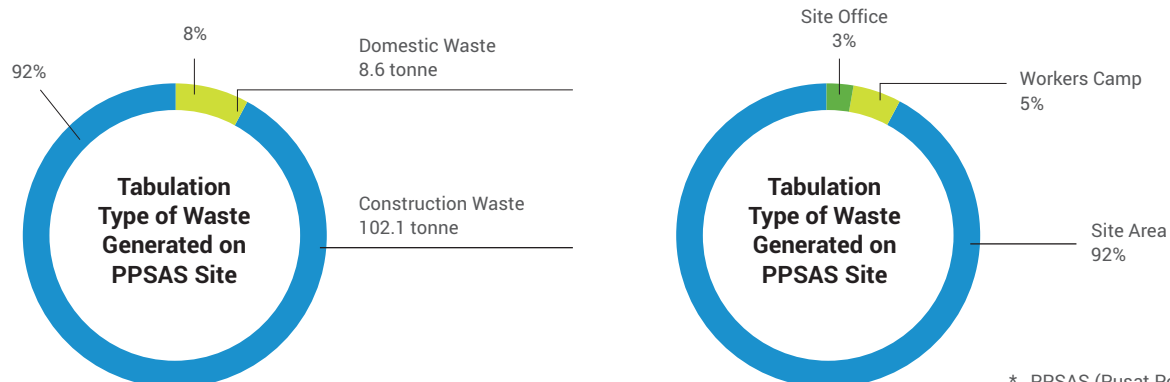 8%
92%
Domestic Waste
8.6 tonne
Tabulation
Type of Waste
Generated on
PPSAS Site
Construction Waste
102.1 tonne
Site Office
3%
Workers Camp
5%
Tabulation
Type of Waste
Generated on
PPSAS Site
Site Area
92%
* PPSAS (Pusat